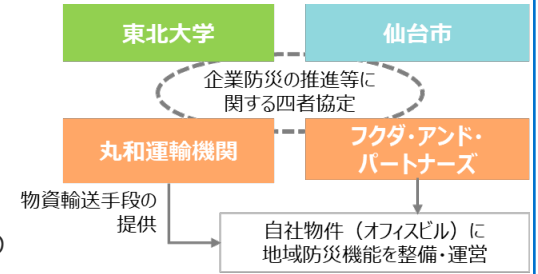 東北大学
仙台市
企業防災の推進等に
関する四者協定
丸和運輸機関
フクダ・アンド・
パートナーズ
物資輸送手段の
提供
自社物件（オフィスビル）に
地域防災機能を整備・運営
）